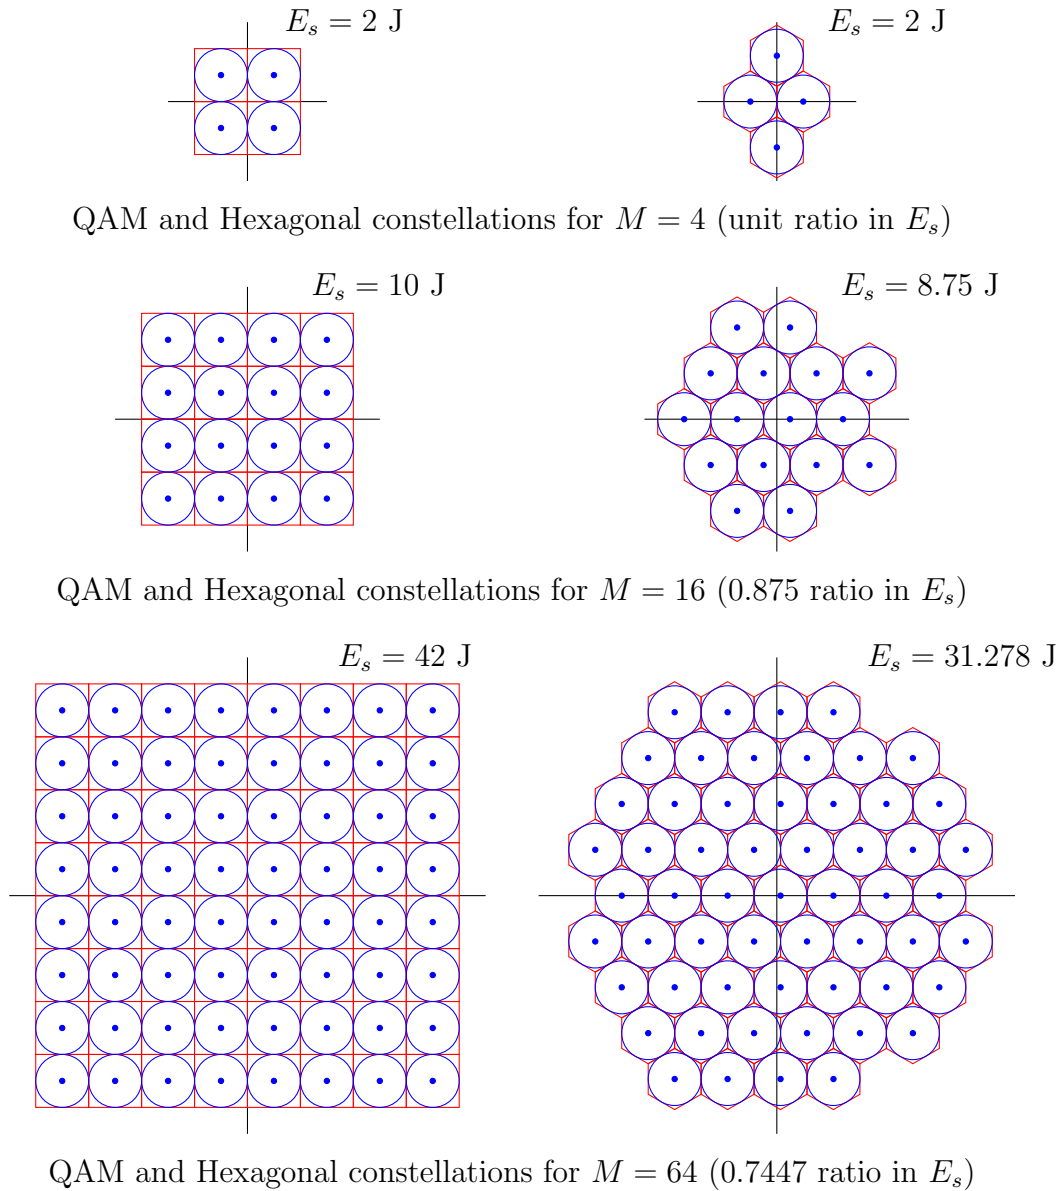 E_s = 2 J
E_s = 2 J
QAM and Hexagonal constellations for M = 4 (unit ratio in E_s)
E_s = 10 J
E_s = 8.75 J
QAM and Hexagonal constellations for M = 16 (0.875 ratio in E_s)
E_s = 42 J
E_s = 31.278 J
QAM and Hexagonal constellations for M = 64 (0.7447 ratio in E_s)